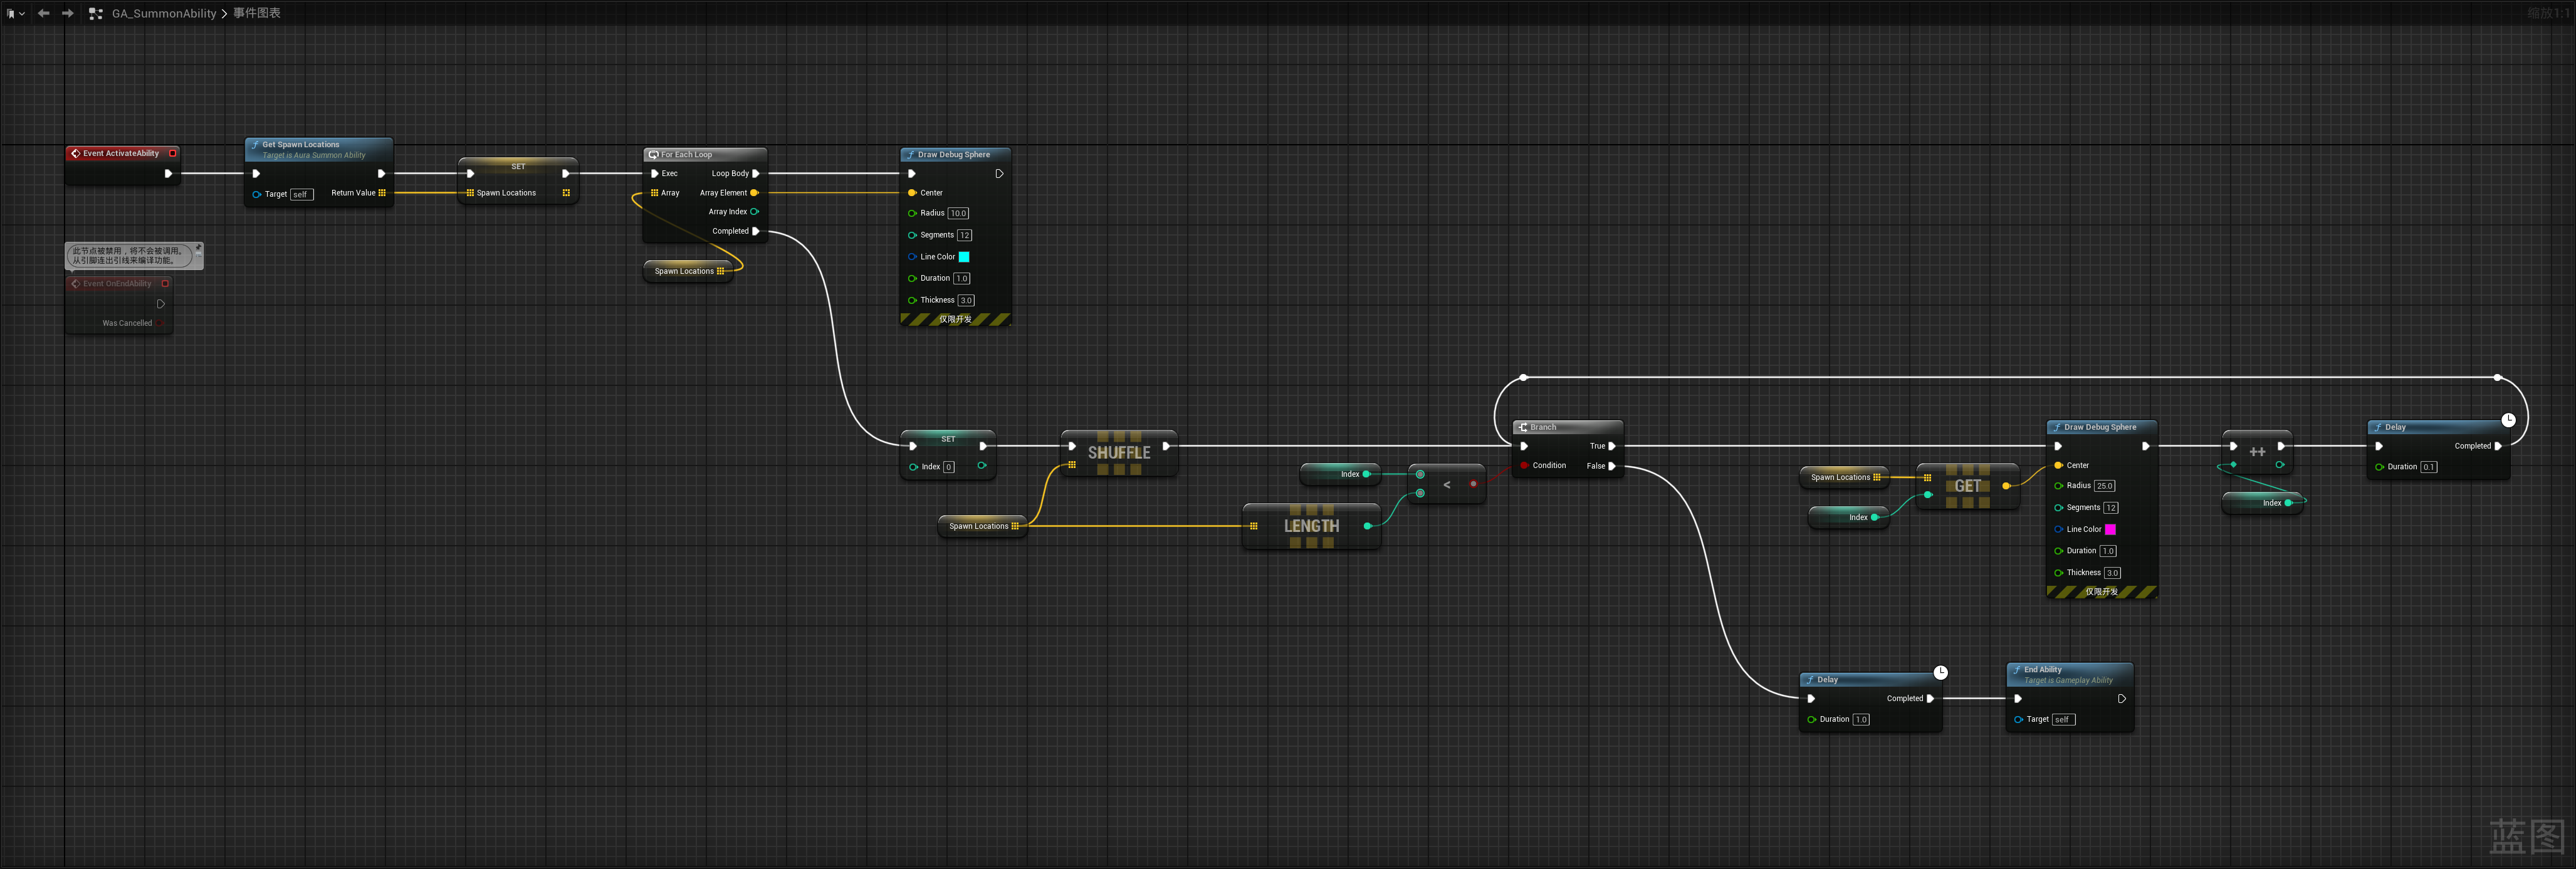 GA_SummonAbility > 事件图表
缩放1:1
Event ActivateAbility
Get Spawn Locations
Target is Aura Summon Ability
Target self
Return Value
SET
Spawn Locations
For Each Loop
Exec
Loop Body
Array
Array Element
Array Index
Completed
Spawn Locations
Draw Debug Sphere
Center
Radius 10.0
Segments 12
Line Color
Duration 1.0
Thickness 3.0
仅限开发
此节点被禁用，将不会被调用。
从引脚连出引线来编译功能。
Event OnEndAbility
Was Cancelled
SET
Index 0
SHUFFLE
Spawn Locations
Index
<
LENGTH
Branch
True
Condition
False
Spawn Locations
GET
Index
Draw Debug Sphere
Center
Radius 25.0
Segments 12
Line Color
Duration 1.0
Thickness 3.0
仅限开发
++
Index
Delay
Completed
Duration 0.1
Delay
Completed
Duration 1.0
End Ability
Target is Gameplay Ability
Target self
蓝图